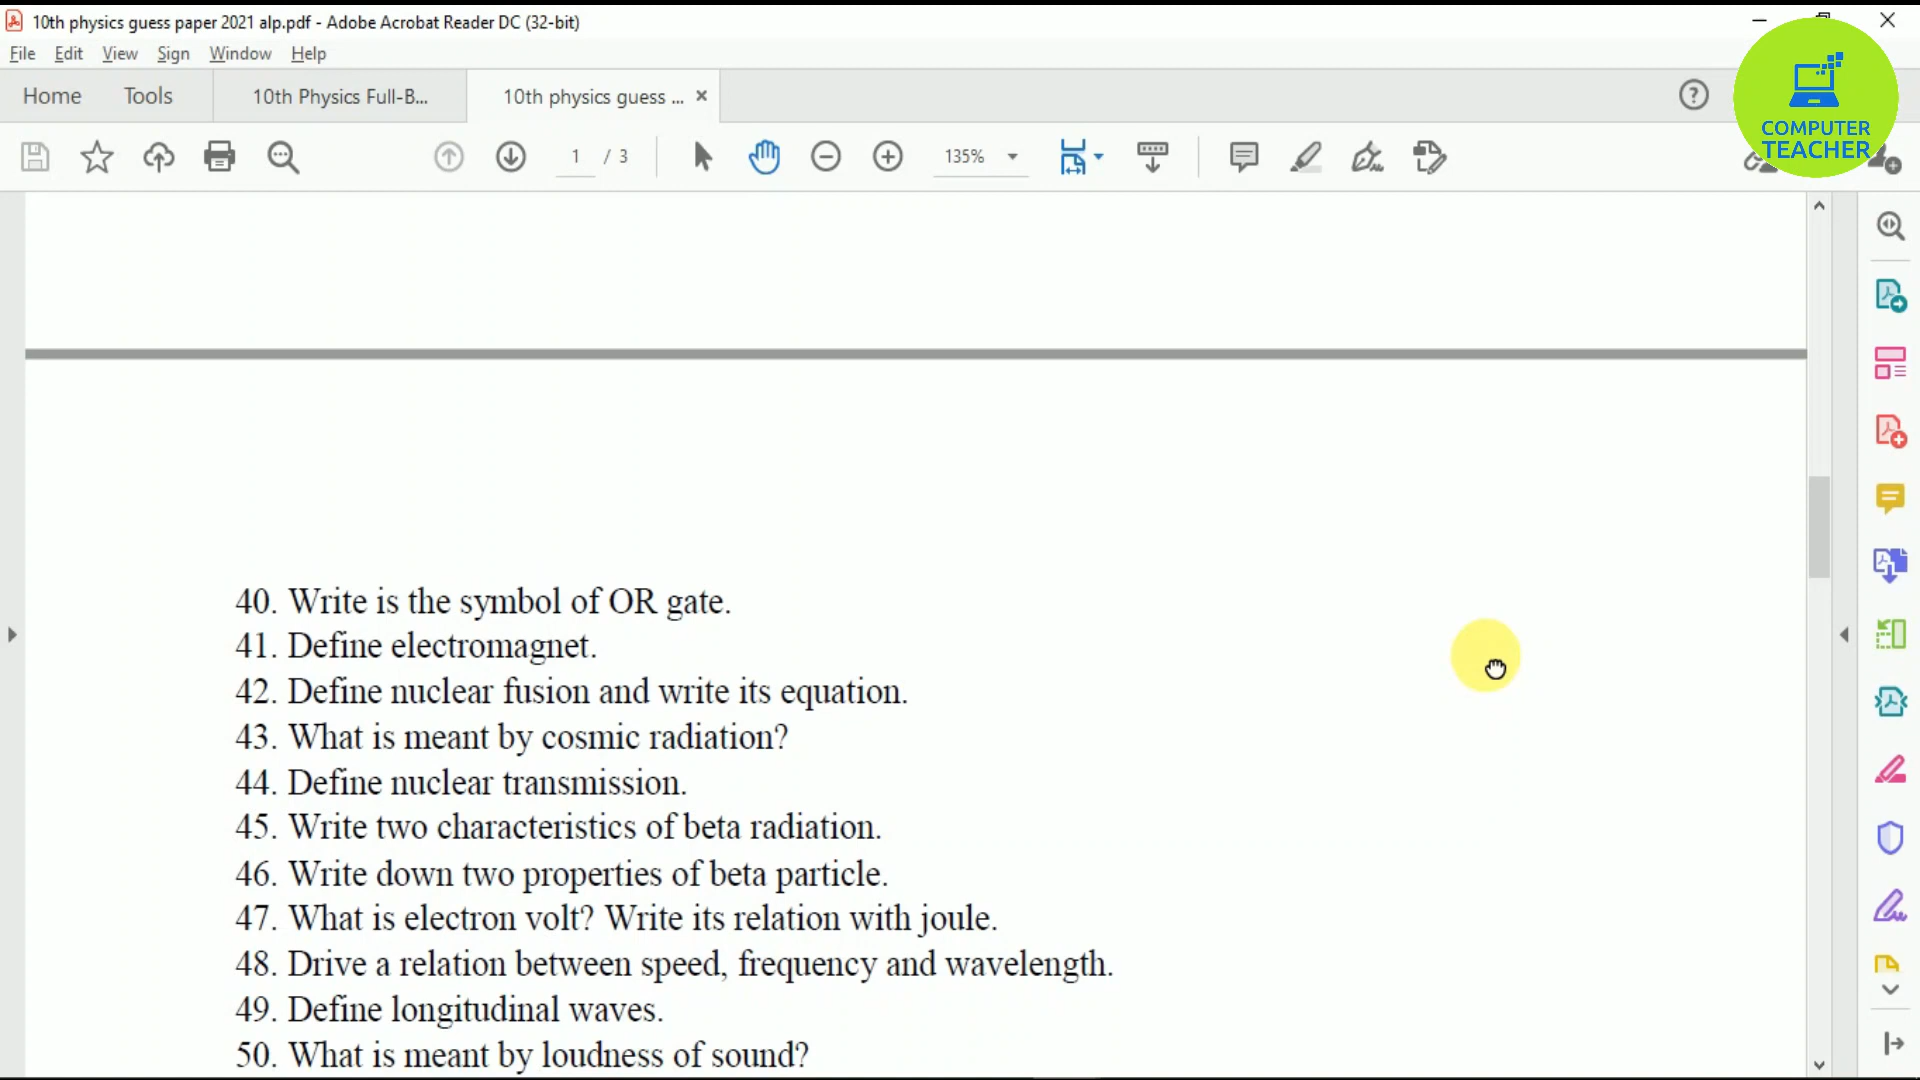 10th physics guess paper 2021 alp.pdf - Adobe Acrobat Reader DC (32-bit)
File Edit View Sign Window Help
Home Tools 10th Physics Full-B... 10th physics guess ...
1 / 3 135%
COMPUTER
TEACHER
40. Write is the symbol of OR gate.
41. Define electromagnet.
42. Define nuclear fusion and write its equation.
43. What is meant by cosmic radiation?
44. Define nuclear transmission.
45. Write two characteristics of beta radiation.
46. Write down two properties of beta particle.
47. What is electron volt? Write its relation with joule.
48. Drive a relation between speed, frequency and wavelength.
49. Define longitudinal waves.
50. What is meant by loudness of sound?